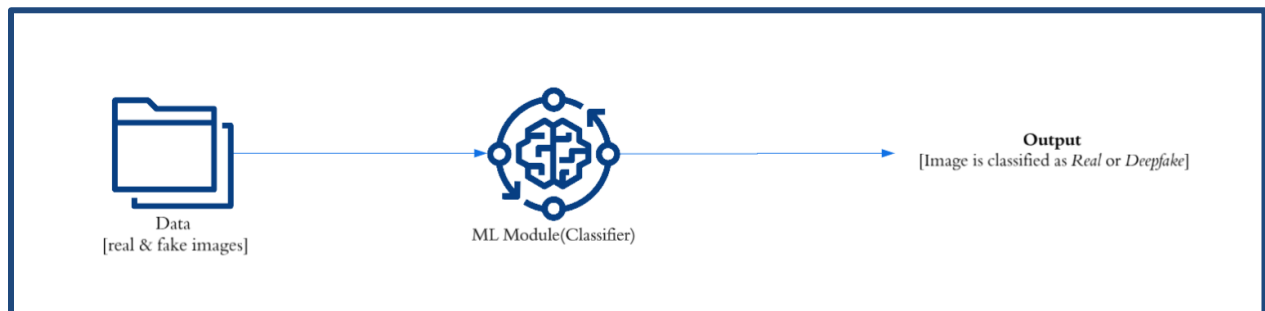 Data
[real & fake images]
ML Module(Classifier)
Output
[Image is classified as Real or Deepfake]